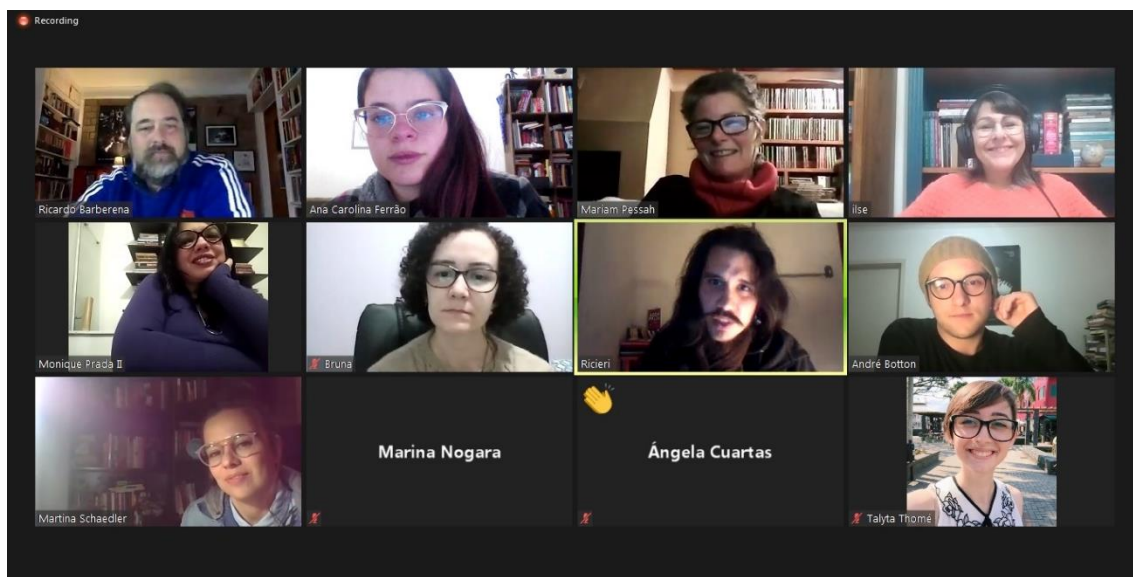 Recording
Ricardo Barberena
Ana Carolina Ferrão
Mariam Pessah
ilse
Monique Prada II
Bruna
Ricieri
André Botton
Martina Schaedler
Marina Nogara
Ángela Cuartas
Talyta Thomé